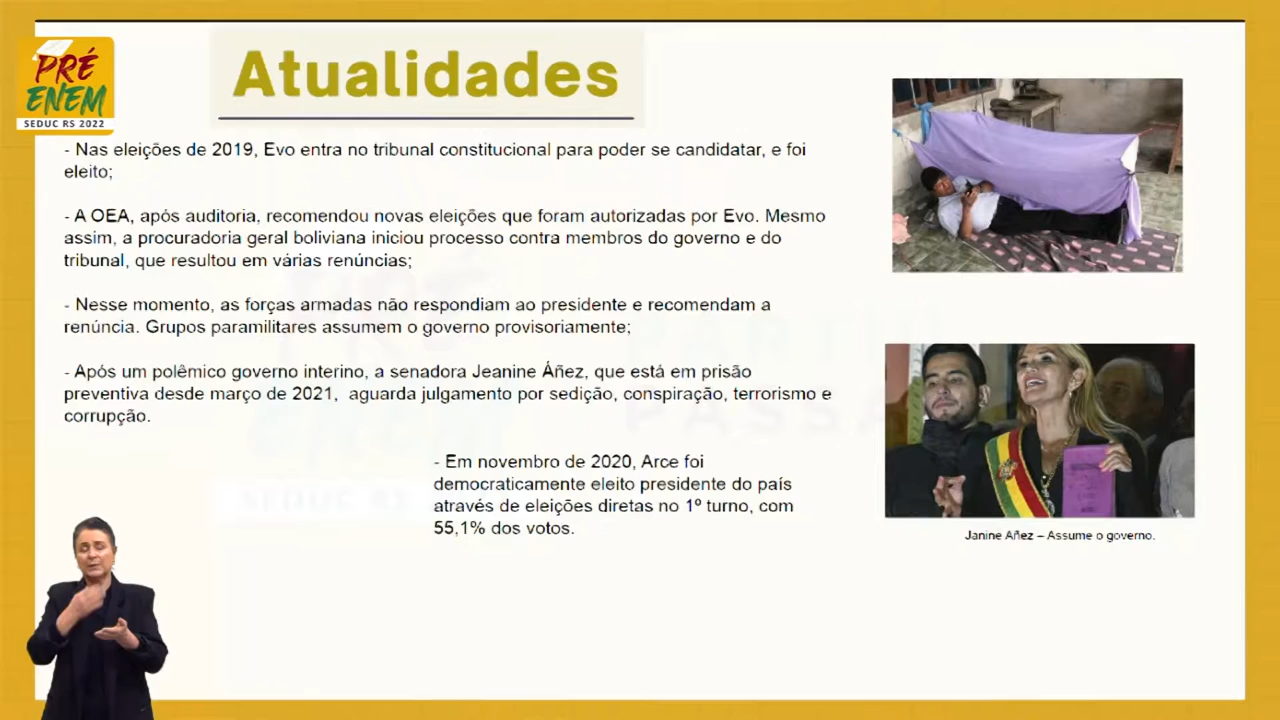 PRÉ
ENEM
SEDUC RS 2022
Atualidades
- Nas eleições de 2019, Evo entra no tribunal constitucional para poder se candidatar, e foi
eleito;
- A OEA, após auditoria, recomendou novas eleições que foram autorizadas por Evo. Mesmo
assim, a procuradoria geral boliviana iniciou processo contra membros do governo e do
tribunal, que resultou em várias renúncias;
- Nesse momento, as forças armadas não respondiam ao presidente e recomendam a
renúncia. Grupos paramilitares assumem o governo provisoriamente;
- Após um polêmico governo interino, a senadora Jeanine Áñez, que está em prisão
preventiva desde março de 2021, aguarda julgamento por sedição, conspiração, terrorismo e
corrupção.
- Em novembro de 2020, Arce foi
democraticamente eleito presidente do país
através de eleições diretas no 1º turno, com
55,1% dos votos.
Janine Añez – Assume o governo.